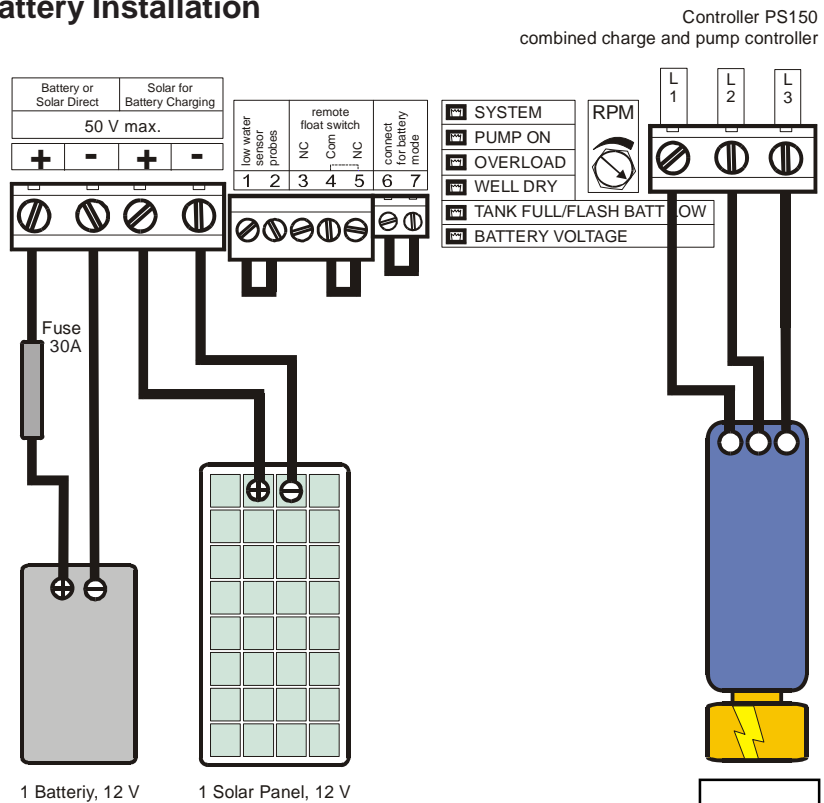 attery Installation
Controller PS150
combined charge and pump controller
Battery or
Solar Direct
Solar for
Battery Charging
50 V max.
+ - + -
low water
sensor
probes
remote
float switch
NC
Com
NC
connect
for battery
mode
1 2 3 4 5 6 7
SYSTEM
PUMP ON
OVERLOAD
WELL DRY
TANK FULL/FLASH BATT LOW
BATTERY VOLTAGE
RPM
L
1
L
2
L
3
Fuse
30A
1 Batteriy, 12 V
1 Solar Panel, 12 V